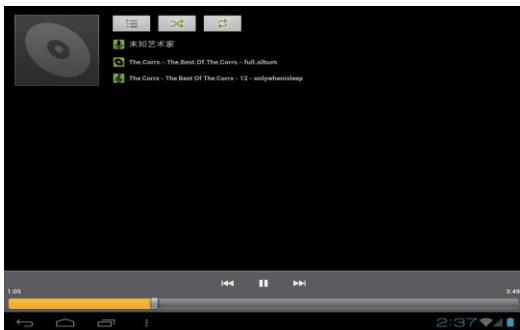 未知艺术家
The.Corrs.-.The.Best.Of.The.Corrs.-.full.album
The Corrs - The Best Of The Corrs - 12 - onlywhenisleep
1:05
3:49
2:37